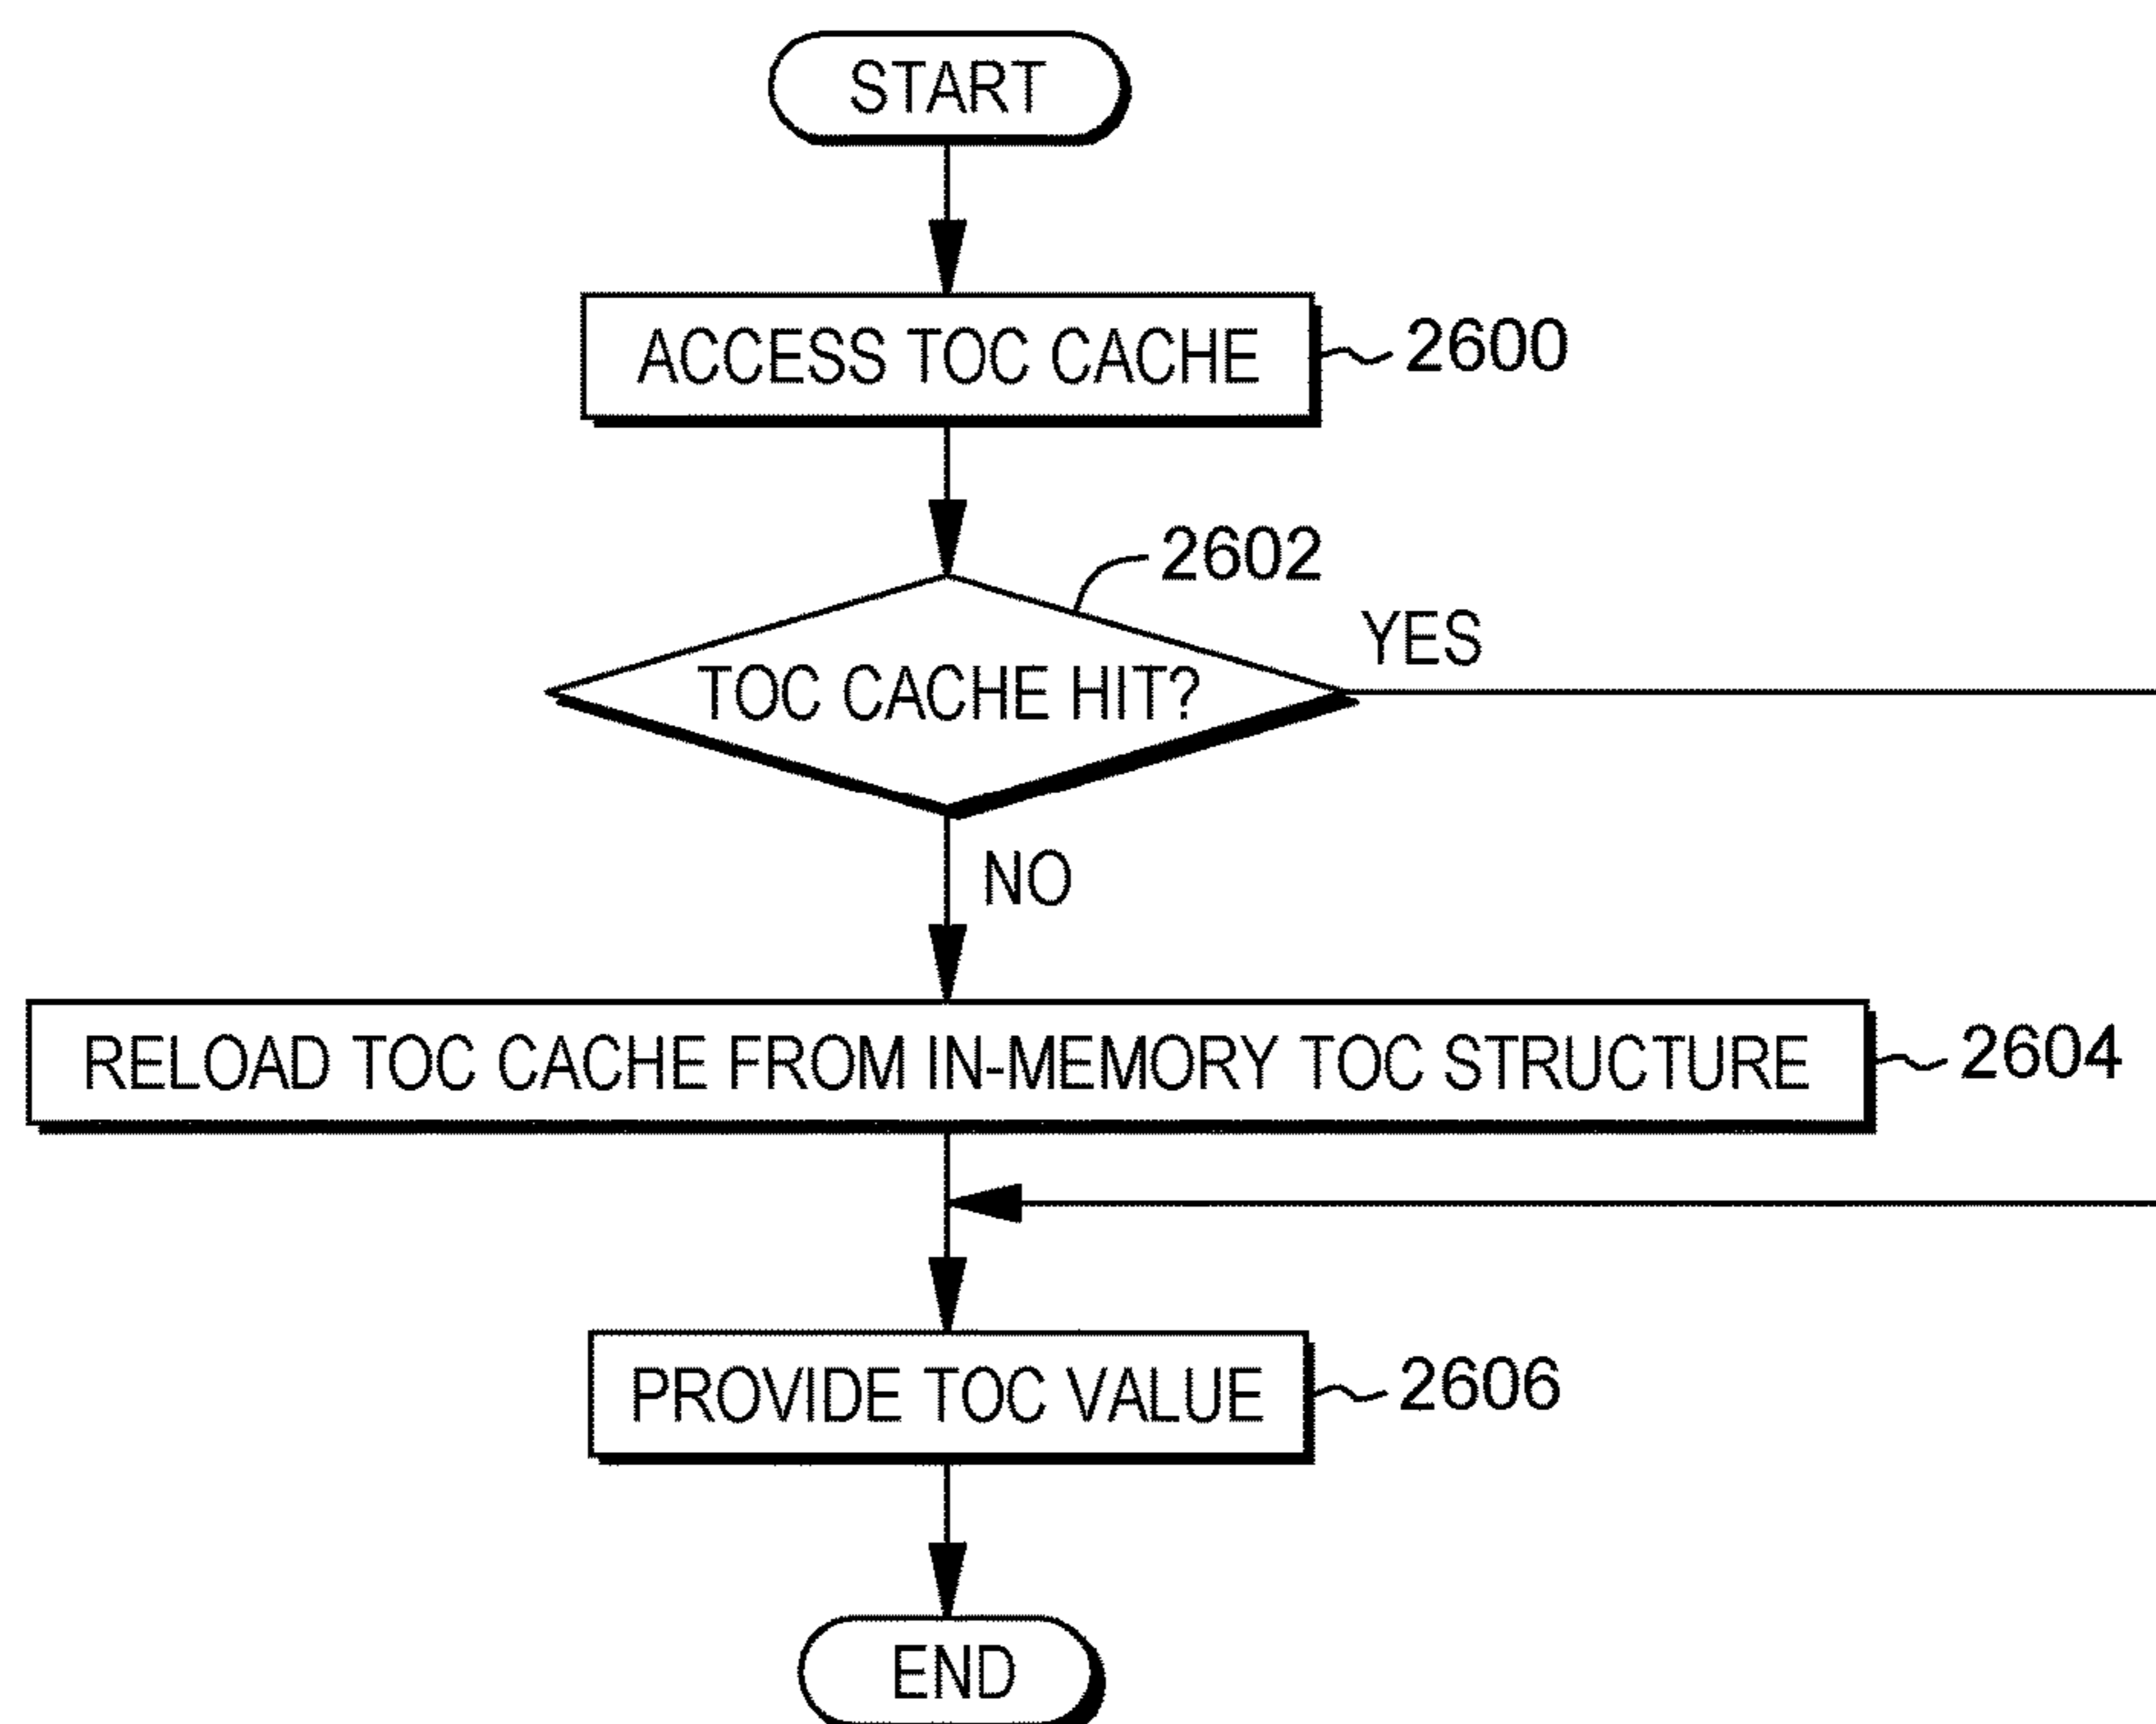 START
ACCESS TOC CACHE
2600
2602
TOC CACHE HIT?
YES
NO
RELOAD TOC CACHE FROM IN-MEMORY TOC STRUCTURE
2604
PROVIDE TOC VALUE
2606
END